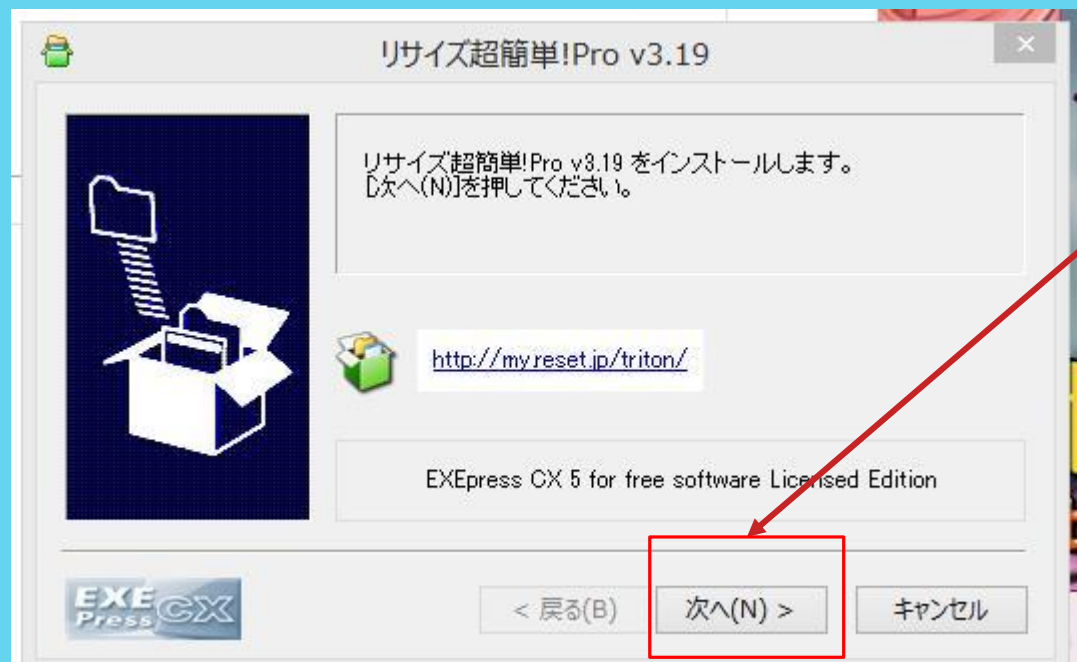 リサイズ超簡単!Pro v3.19
リサイズ超簡単!Pro v3.19 をインストールします。
[次へ(N)]を押してください。
http://my.reset.jp/triton/
EXEpress CX 5 for free software Licensed Edition
EXE Press CX
< 戻る(B) 次へ(N) > キャンセル